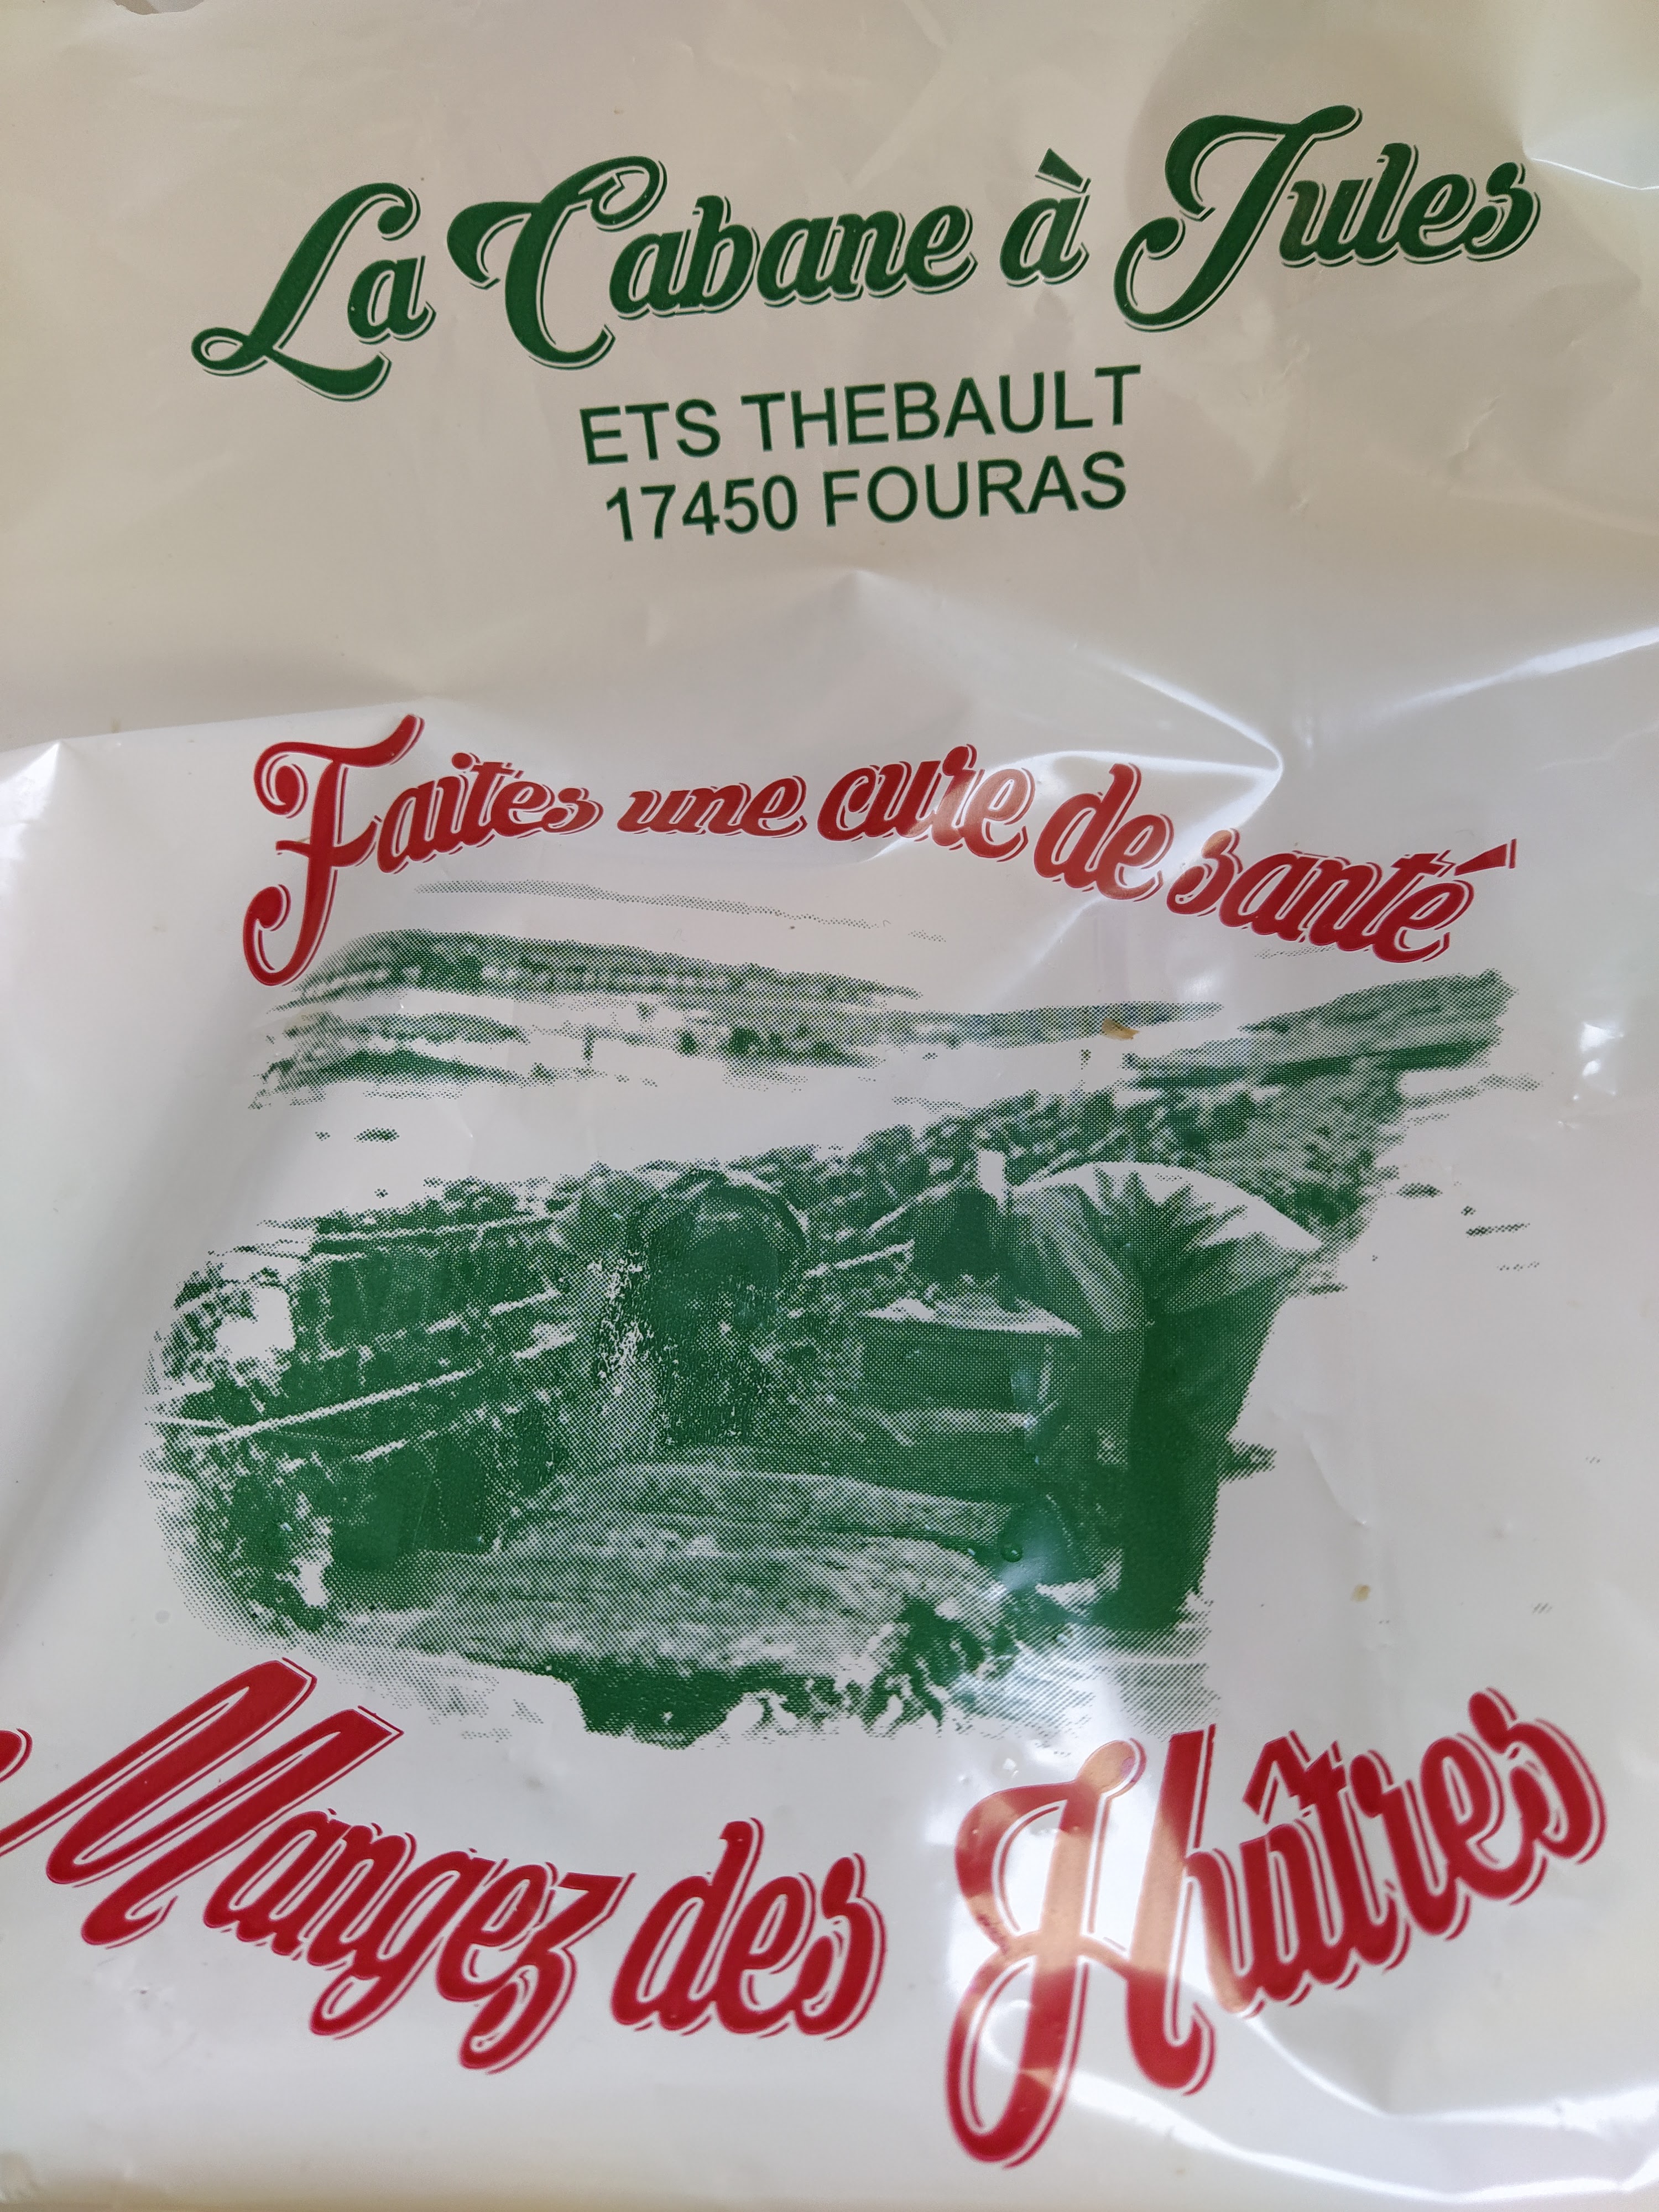 La Cabane à Jules
ETS THEBAULT
17450 FOURAS
Faites une cure de santé
Mangez des Huîtres